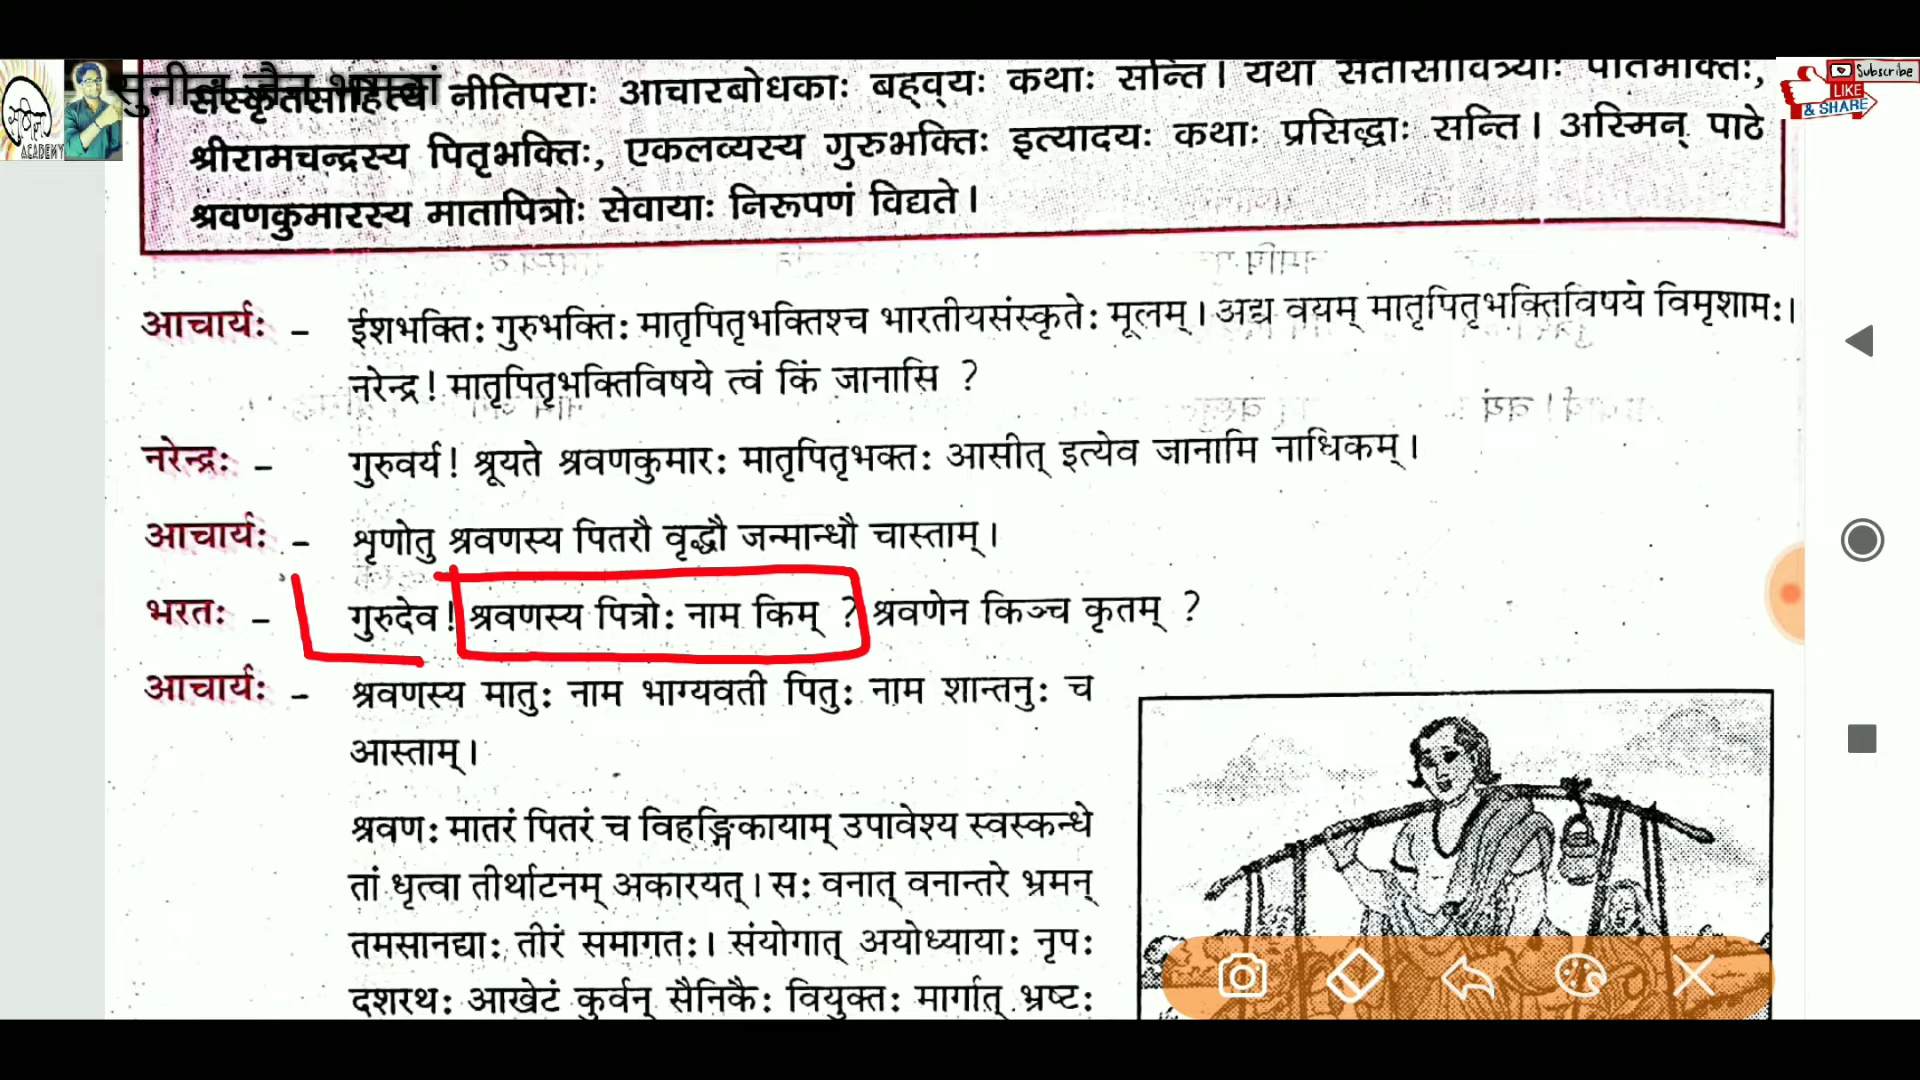 सुनील जैन भगवां
ACADEMY
Subscribe
LIKE
& SHARE
संस्कृतसाहित्ये नीतिपराः आचारबोधकाः बह्व्यः कथाः सन्ति। यथा सतीसावित्र्याः पतिभक्तिः,
श्रीरामचन्द्रस्य पितृभक्तिः, एकलव्यस्य गुरुभक्तिः इत्यादयः कथाः प्रसिद्धाः सन्ति। अस्मिन् पाठे
श्रवणकुमारस्य मातापित्रोः सेवायाः निरूपणं विद्यते।
आचार्यः – ईशभक्तिः गुरुभक्तिः मातृपितृभक्तिश्च भारतीयसंस्कृतेः मूलम्। अद्य वयम् मातृपितृभक्तिविषये विमृशामः।
नरेन्द्र! मातृपितृभक्तिविषये त्वं किं जानासि ?
नरेन्द्रः – गुरुवर्य! श्रूयते श्रवणकुमारः मातृपितृभक्तः आसीत् इत्येव जानामि नाधिकम्।
आचार्यः – शृणोतु श्रवणस्य पितरौ वृद्धौ जन्मान्धौ चास्ताम्।
भरतः – गुरुदेव! श्रवणस्य पित्रोः नाम किम् ? श्रवणेन किञ्च कृतम् ?
आचार्यः – श्रवणस्य मातुः नाम भाग्यवती पितुः नाम शान्तनुः च
आस्ताम्।
श्रवणः मातरं पितरं च विहङ्गिकायाम् उपावेश्य स्वस्कन्धे
तां धृत्वा तीर्थाटनम् अकारयत्। सः वनात् वनान्तरे भ्रमन्
तमसानद्याः तीरं समागतः। संयोगात् अयोध्यायाः नृपः
दशरथः आखेटं कुर्वन् सैनिकैः वियुक्तः मार्गात् भ्रष्टः